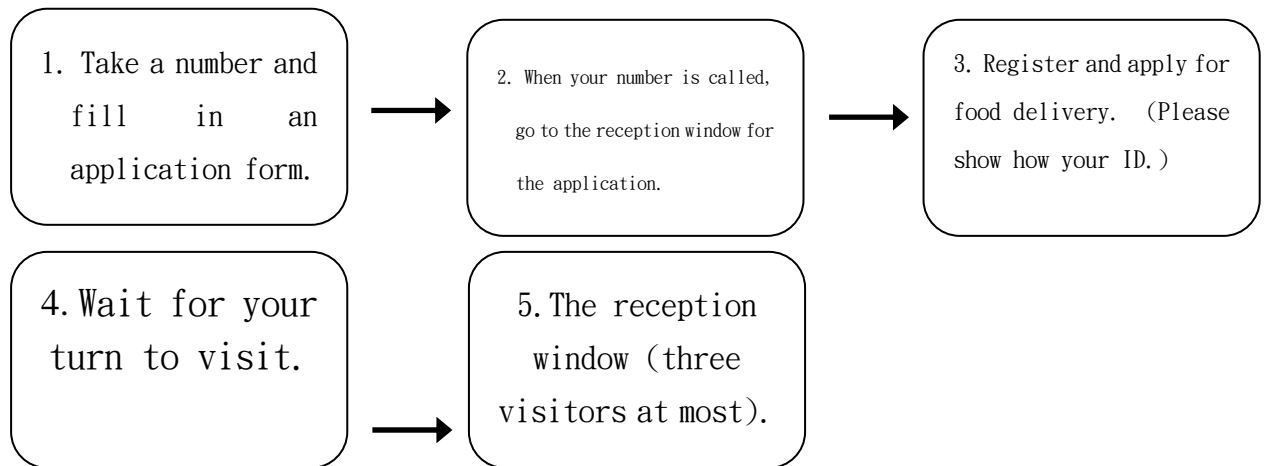 1. Take a number and
fill in an
application form.
2. When your number is called,
go to the reception window for
the application.
3. Register and apply for
food delivery. (Please
show how your ID.)
4. Wait for your
turn to visit.
5. The reception
window (three
visitors at most).